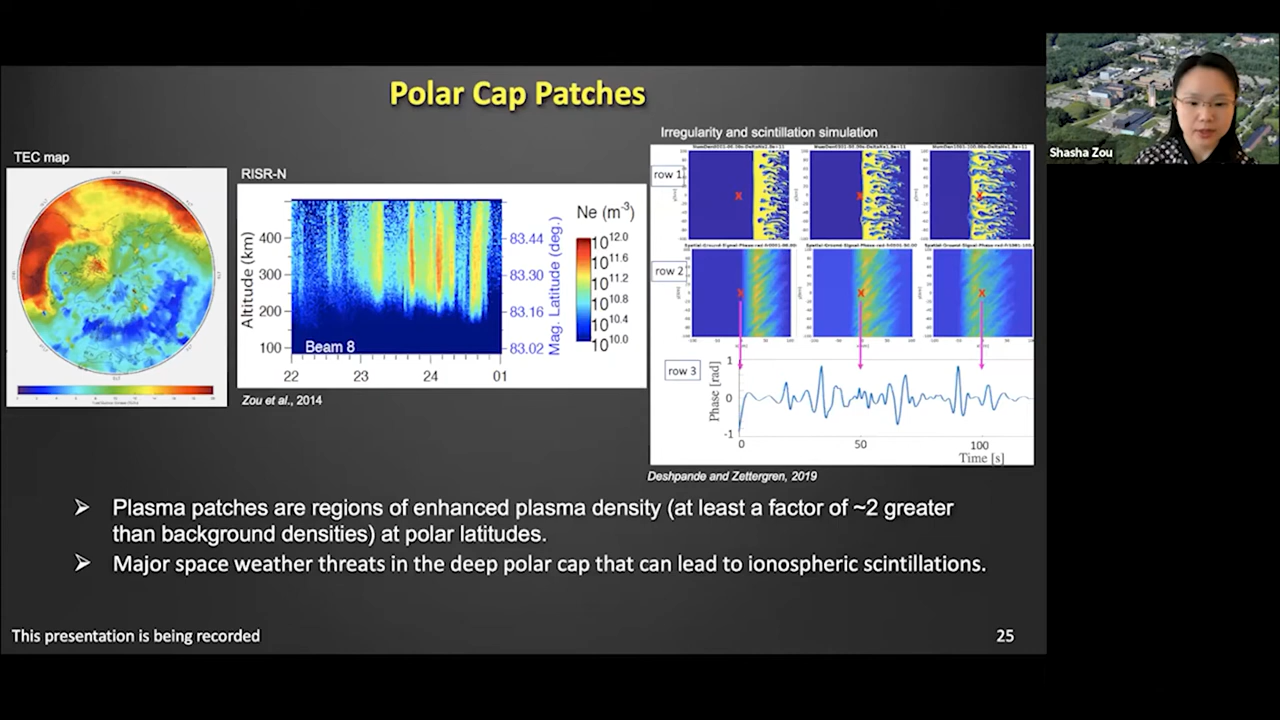 Polar Cap Patches
TEC map
RISR-N
Altitude (km)
400
300
200
100
Beam 8
22
23
24
01
83.44
83.30
83.16
83.02
Mag. Latitude (deg.)
Ne (m⁻³)
10^12.0
10^11.6
10^11.2
10^10.8
10^10.4
10^10.0
Zou et al., 2014
Irregularity and scintillation simulation
row 1
row 2
row 3
Phase [rad]
1
0
-1
0
50
100
Time [s]
Deshpande and Zettergren, 2019
➢ Plasma patches are regions of enhanced plasma density (at least a factor of ~2 greater
than background densities) at polar latitudes.
➢ Major space weather threats in the deep polar cap that can lead to ionospheric scintillations.
This presentation is being recorded
25
Shasha Zou